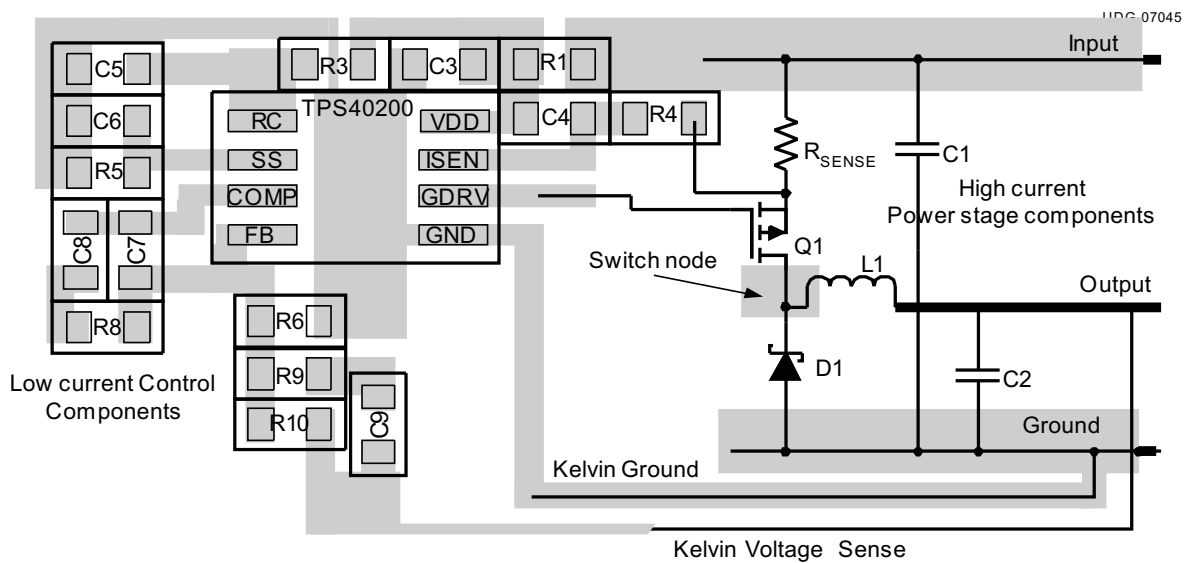 UDG-07045
Input
C5
R3
C3
R1
TPS40200
C6
RC
VDD
C4
R4
R5
SS
ISEN
RSENSE
C1
COMP
GDRV
High current
Power stage components
C8
C7
FB
GND
Q1
Switch node
L1
Output
R8
R6
R9
D1
C2
Low current Control
Components
R10
C9
Ground
Kelvin Ground
Kelvin Voltage Sense